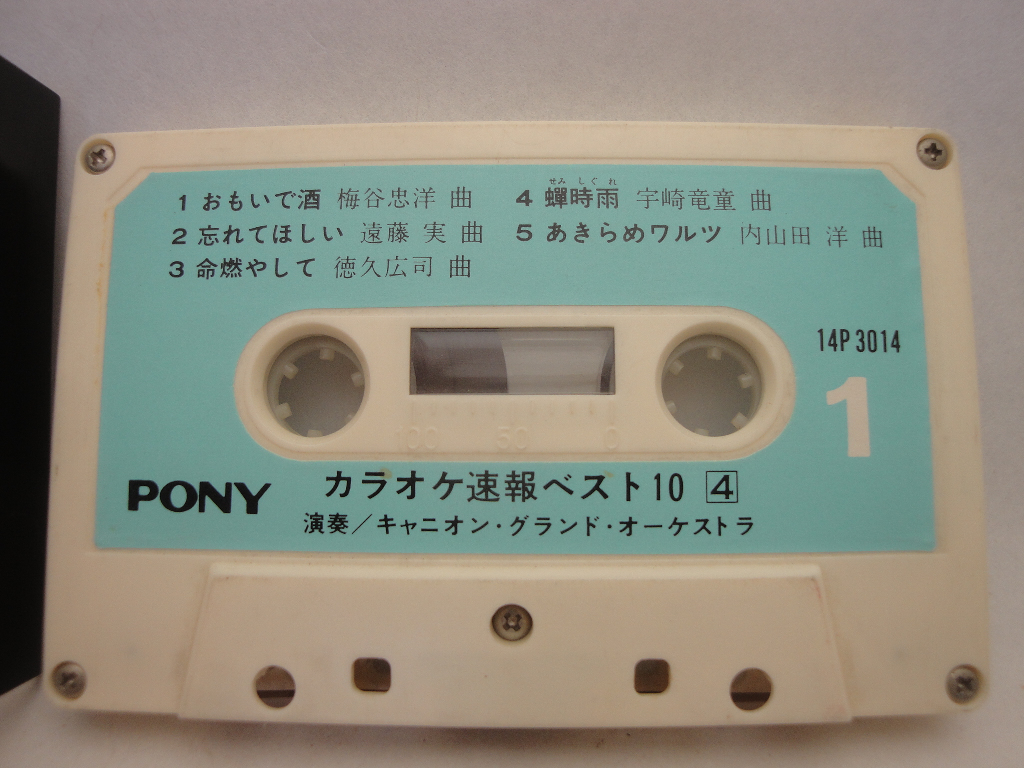 1 おもいで酒 梅谷忠洋 曲
2 忘れてほしい 遠藤 実 曲
3 命燃やして 徳久広司 曲
せみ しぐれ
4 蟬時雨 宇崎竜童 曲
5 あきらめワルツ 内山田 洋 曲
14P3014
1
100 50 0
PONY
カラオケ速報ベスト10 4
演奏/キャニオン・グランド・オーケストラ